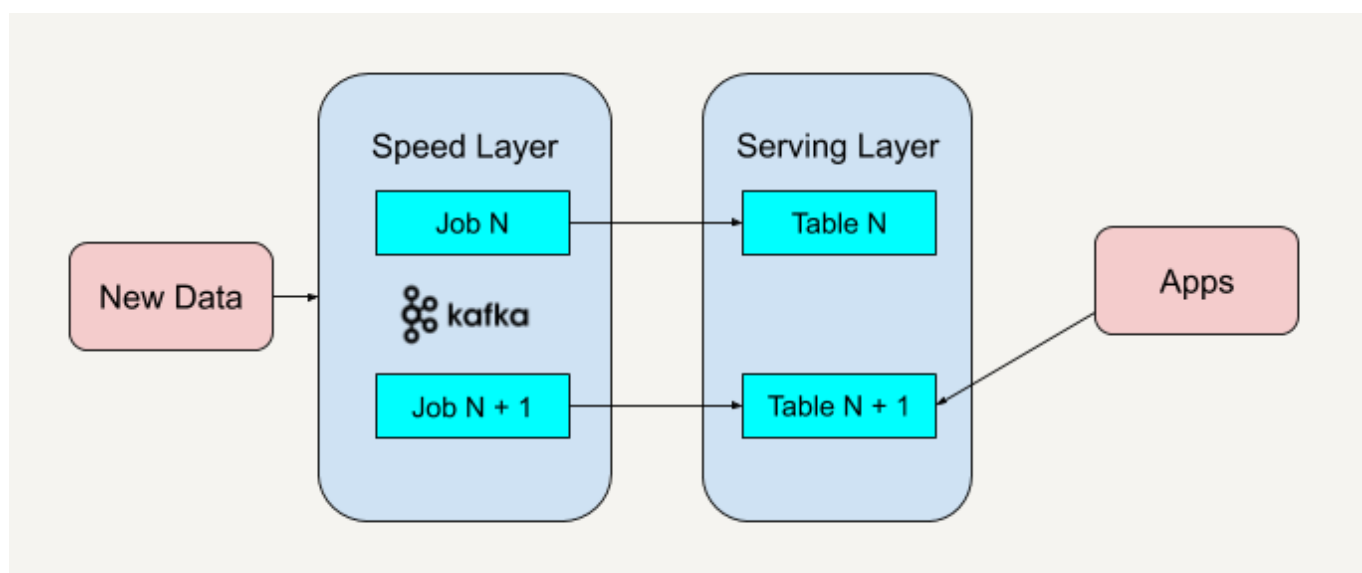 Speed Layer
Serving Layer
Job N
Table N
New Data
kafka
Apps
Job N + 1
Table N + 1